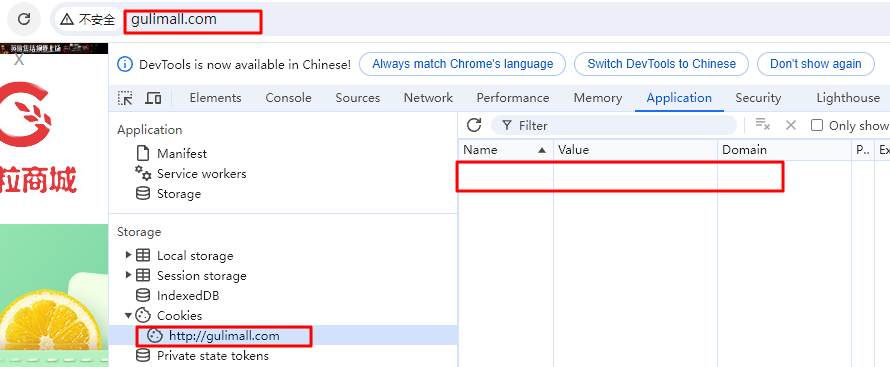 不安全 gulimall.com
X
DevTools is now available in Chinese! Always match Chrome's language Switch DevTools to Chinese Don't show again
Elements Console Sources Network Performance Memory Application Security Lighthouse
Application
Filter Only show
Manifest
Name Value Domain P.. Ex
Service workers
Storage
粒商城
Storage
Local storage
Session storage
IndexedDB
Cookies
http://gulimall.com
Private state tokens